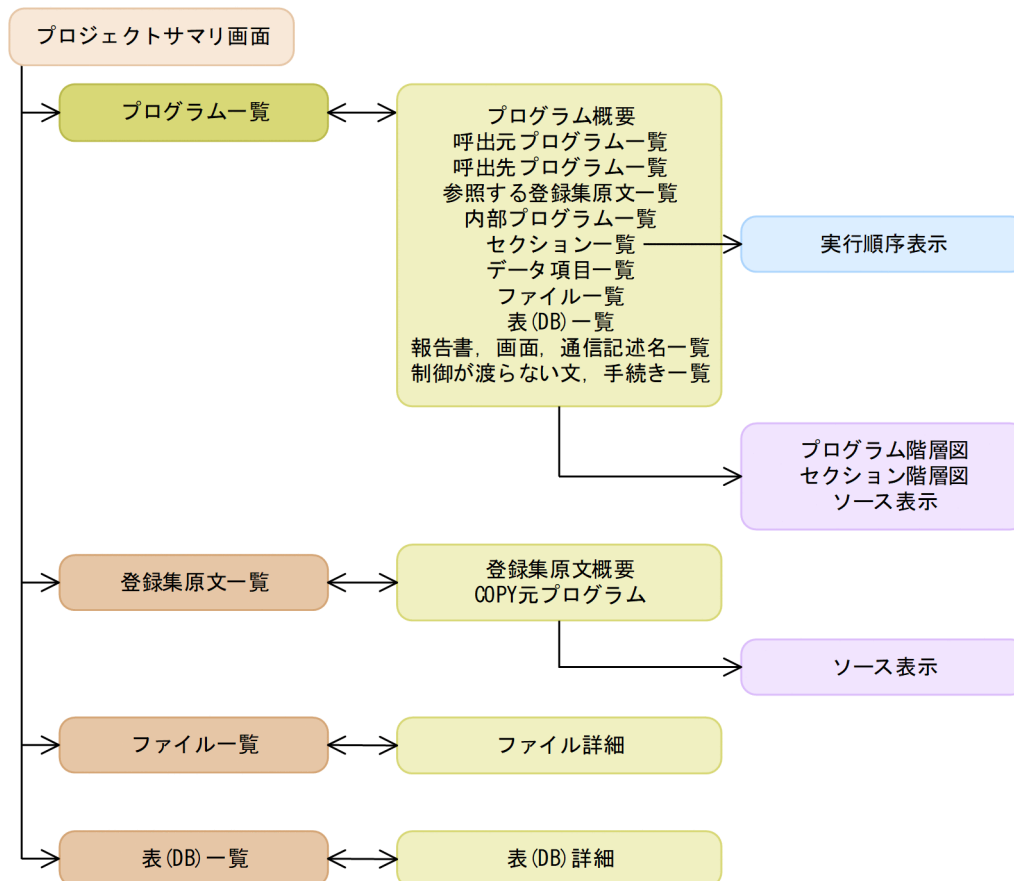 プロジェクトサマリ画面
プログラム一覧
プログラム概要
呼出元プログラム一覧
呼出先プログラム一覧
参照する登録集原文一覧
内部プログラム一覧
セクション一覧
データ項目一覧
ファイル一覧
表(DB)一覧
報告書, 画面, 通信記述名一覧
制御が渡らない文, 手続き一覧
実行順序表示
プログラム階層図
セクション階層図
ソース表示
登録集原文一覧
登録集原文概要
COPY元プログラム
ソース表示
ファイル一覧
ファイル詳細
表(DB)一覧
表(DB)詳細